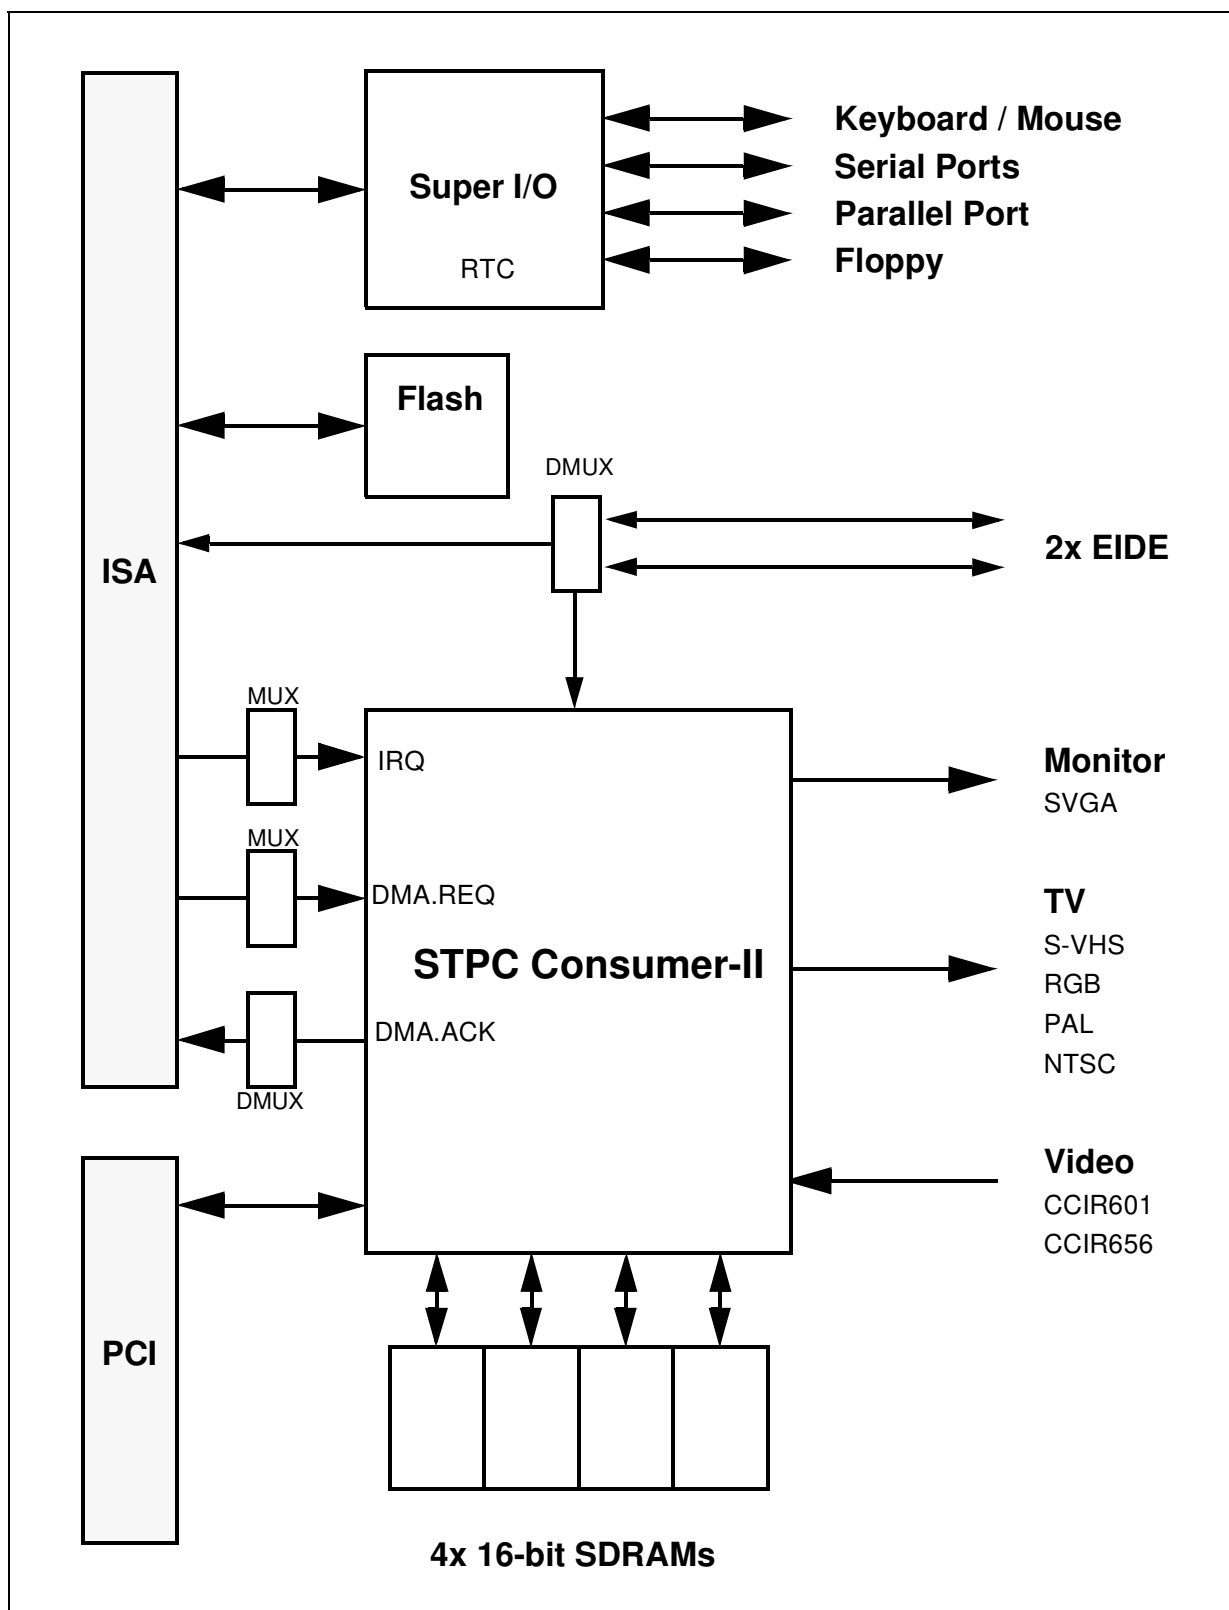 Keyboard / Mouse
Serial Ports
Super I/O
Parallel Port
Floppy
RTC
Flash
DMUX
2x EIDE
ISA
MUX
IRQ
Monitor
SVGA
MUX
DMA.REQ
TV
S-VHS
STPC Consumer-II
RGB
PAL
NTSC
DMA.ACK
DMUX
Video
CCIR601
CCIR656
PCI
4x 16-bit SDRAMs